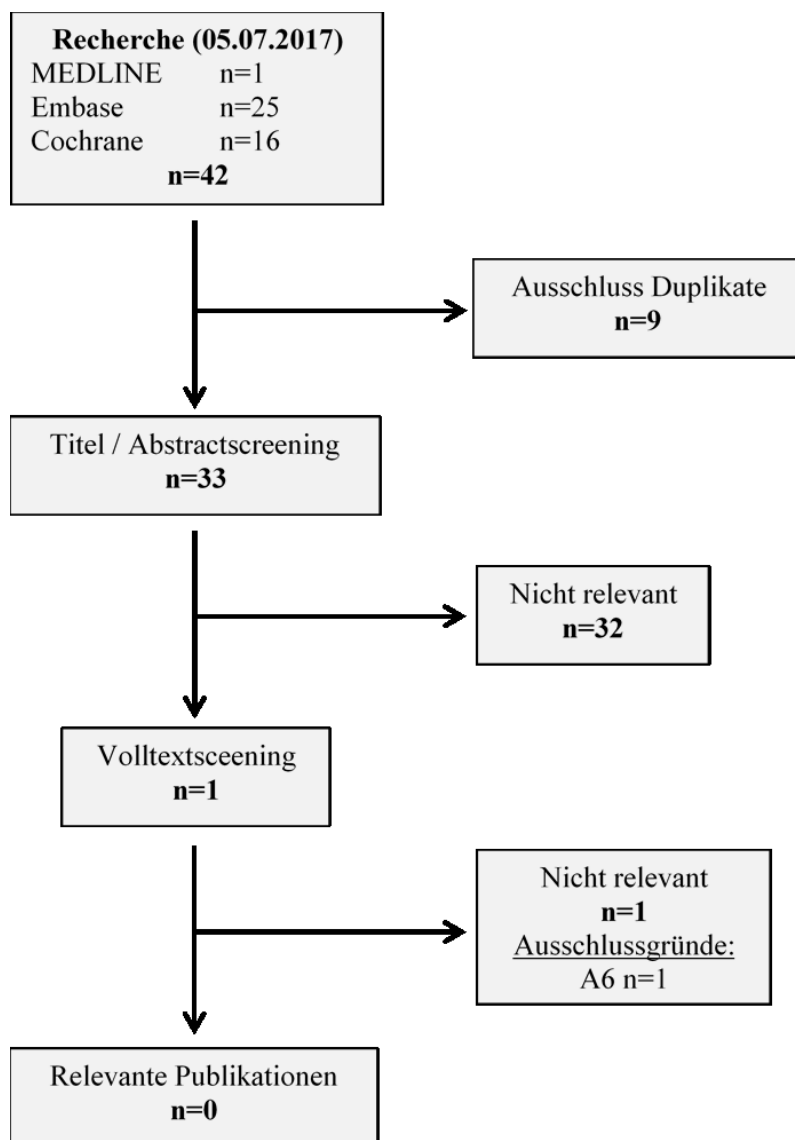 Recherche (05.07.2017)
MEDLINE n=1
Embase n=25
Cochrane n=16
n=42
Ausschluss Duplikate
n=9
Titel / Abstractscreening
n=33
Nicht relevant
n=32
Volltextsceening
n=1
Nicht relevant
n=1
Ausschlussgründe:
A6 n=1
Relevante Publikationen
n=0